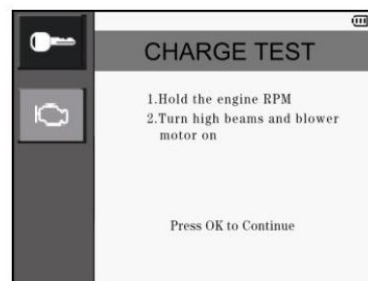 CHARGE TEST
1.Hold the engine RPM
2.Turn high beams and blower
motor on
Press OK to Continue